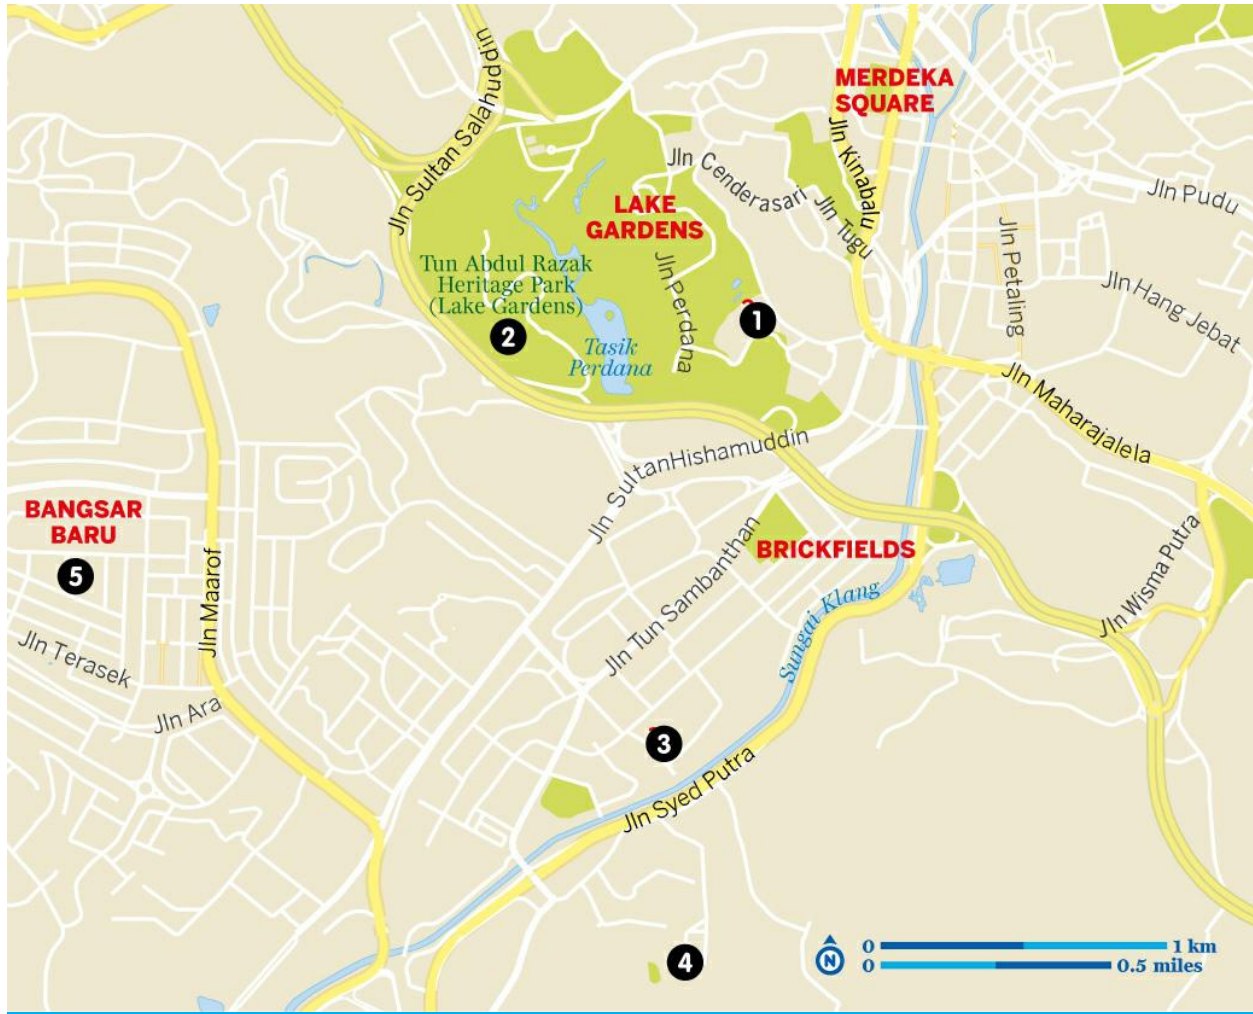 Jln Sultan Salahuddin
MERDEKA
SQUARE
Jln Kinabalu
Jln Cenderasari
Jln Tugu
Jln Pudu
LAKE
GARDENS
Jln Petaling
Jln Hang Jebat
Tun Abdul Razak
Heritage Park
(Lake Gardens)
Jln Perdana
1
2
Tasik
Perdana
Jln Maharajalela
Jln SultanHishamuddin
BANGSAR
BARU
5
BRICKFIELDS
Jln Maarof
Jln Tun Sambanthan
Sungai Klang
Jln Wisma Putra
Jln Terasek
Jln Ara
3
Jln Syed Putra
4
N
0 1 km
0 0.5 miles